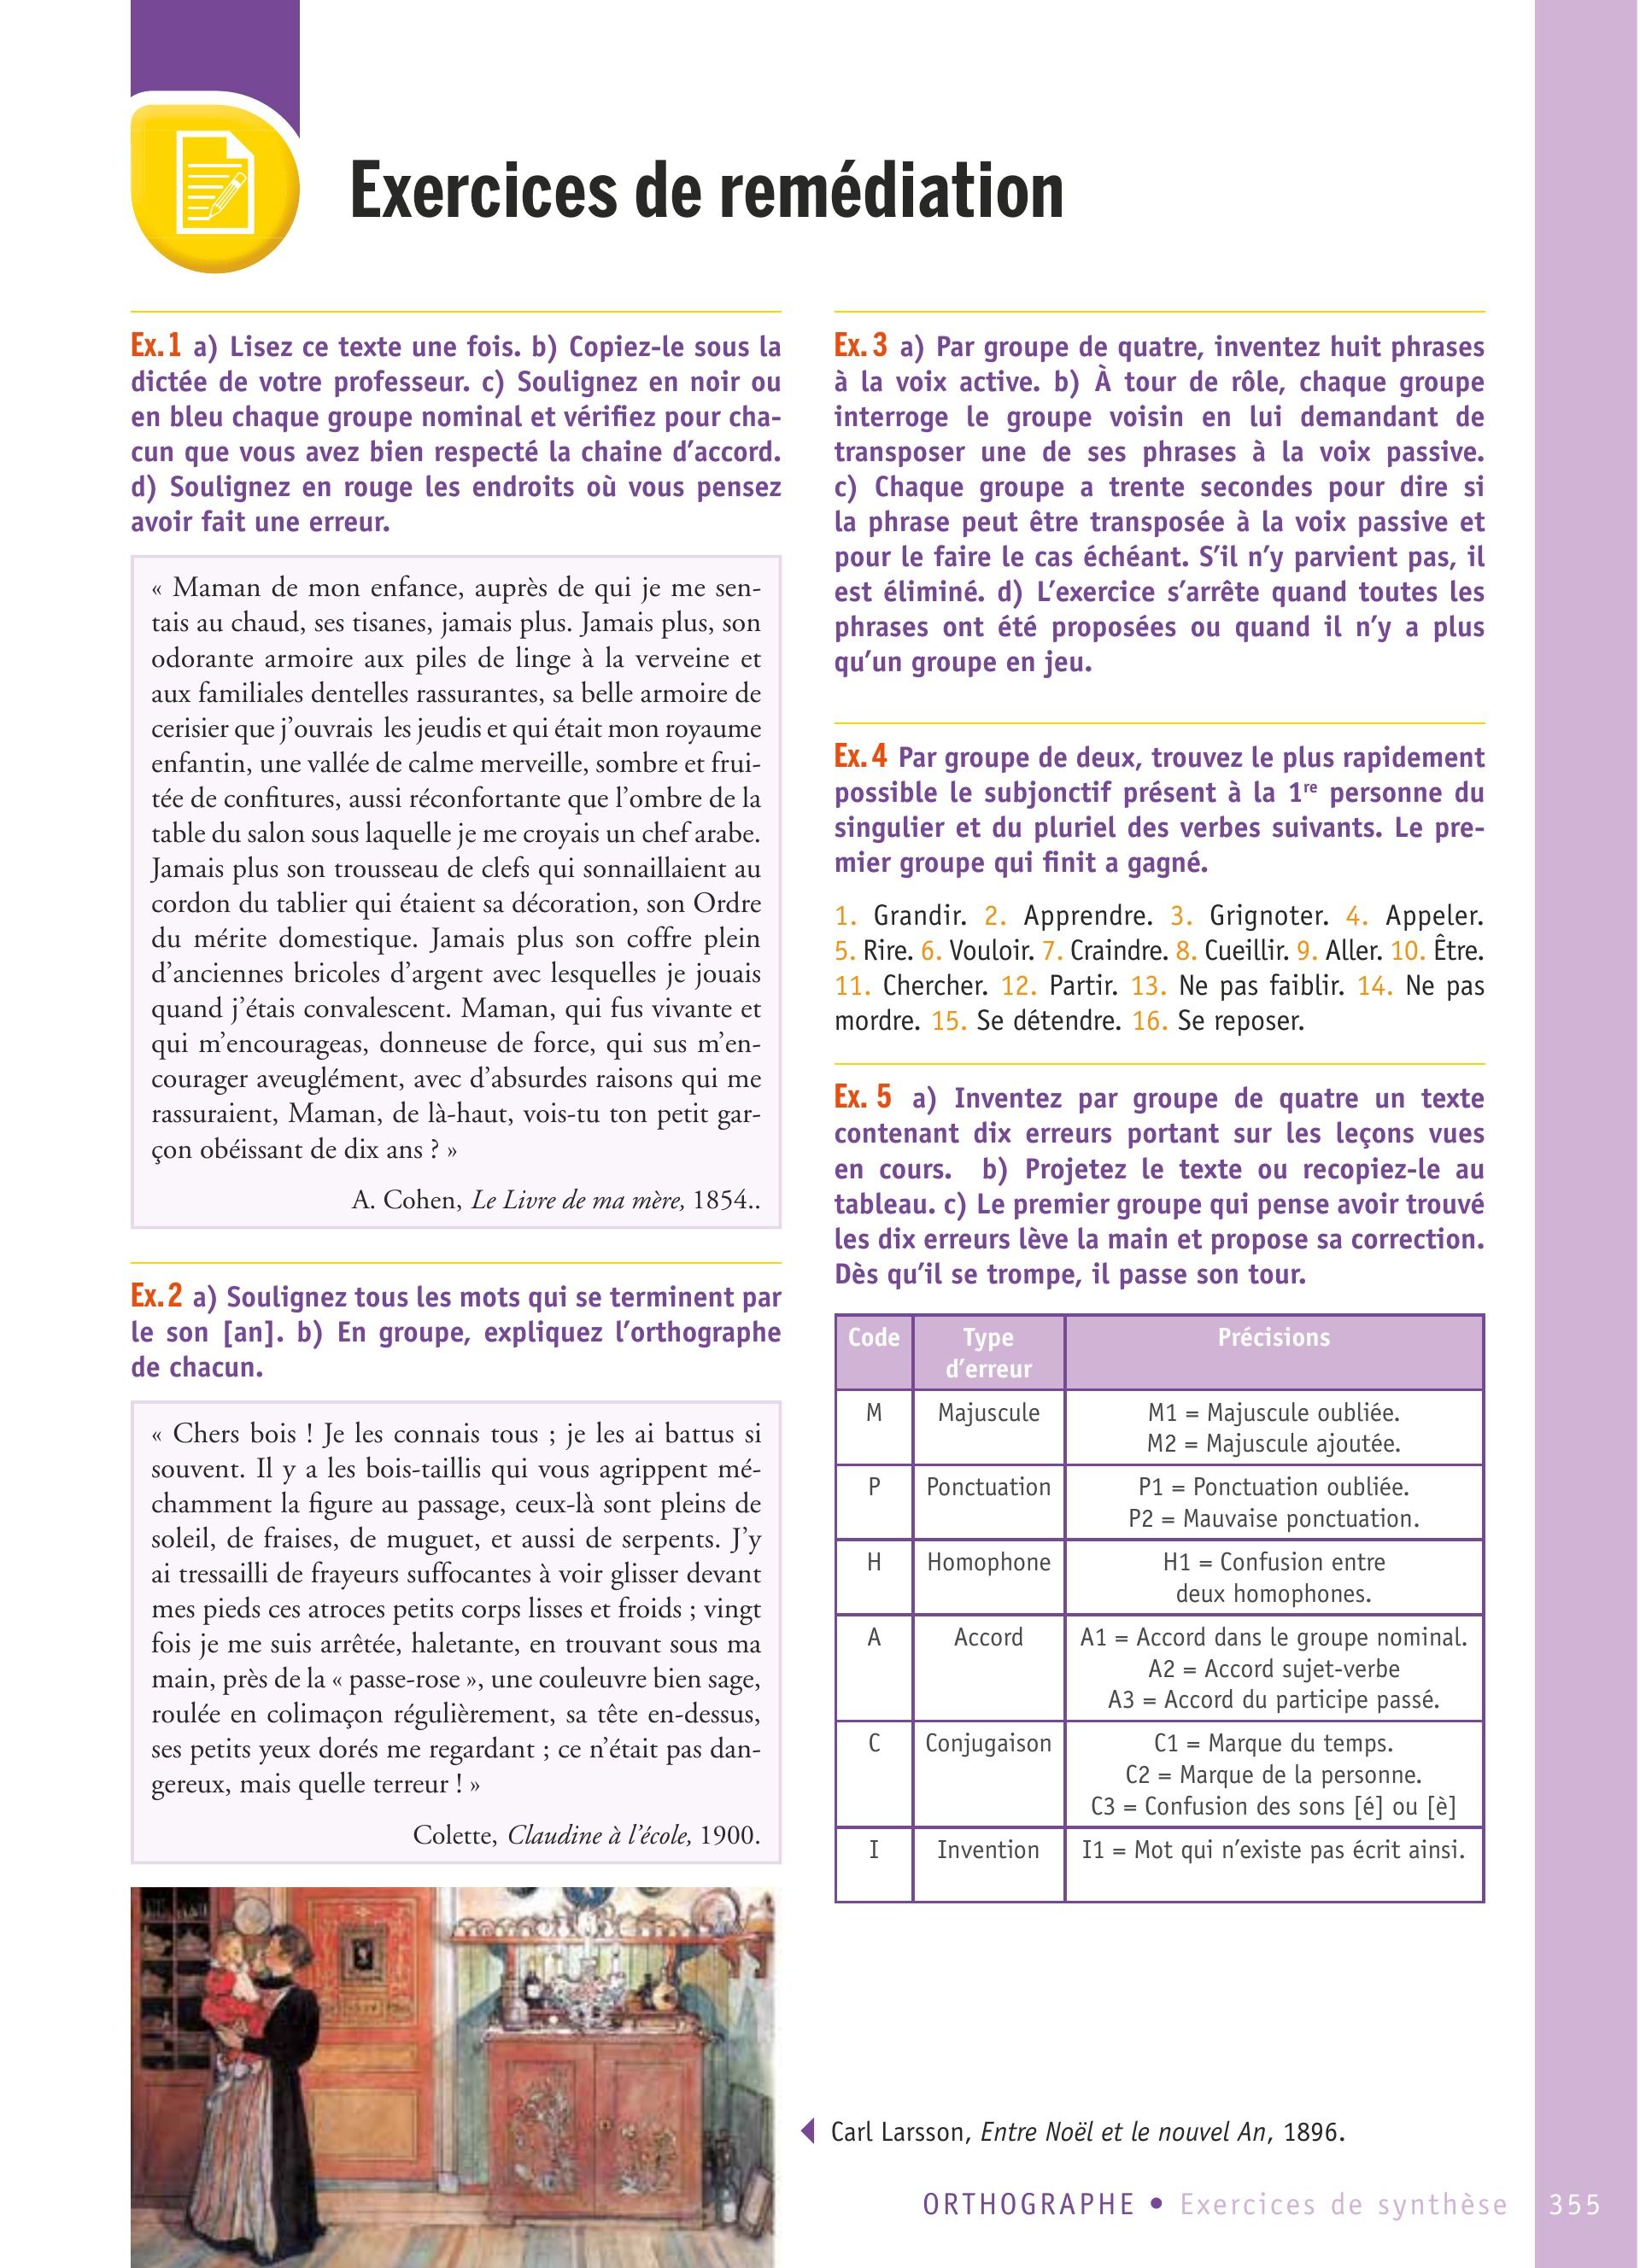 Exercices de remédiation
Ex. 1 a) Lisez ce texte une fois. b) Copiez-le sous la
dictée de votre professeur. c) Soulignez en noir ou
en bleu chaque groupe nominal et vérifiez pour cha-
cun que vous avez bien respecté la chaine d’accord.
d) Soulignez en rouge les endroits où vous pensez
avoir fait une erreur.
« Maman de mon enfance, auprès de qui je me sen-
tais au chaud, ses tisanes, jamais plus. Jamais plus, son
odorante armoire aux piles de linge à la verveine et
aux familiales dentelles rassurantes, sa belle armoire de
cerisier que j’ouvrais les jeudis et qui était mon royaume
enfantin, une vallée de calme merveille, sombre et frui-
tée de confitures, aussi réconfortante que l’ombre de la
table du salon sous laquelle je me croyais un chef arabe.
Jamais plus son trousseau de clefs qui sonnaillaient au
cordon du tablier qui étaient sa décoration, son Ordre
du mérite domestique. Jamais plus son coffre plein
d’anciennes bricoles d’argent avec lesquelles je jouais
quand j’étais convalescent. Maman, qui fus vivante et
qui m’encourageas, donneuse de force, qui sus m’en-
courager aveuglément, avec d’absurdes raisons qui me
rassuraient, Maman, de là-haut, vois-tu ton petit gar-
çon obéissant de dix ans ? »
A. Cohen, Le Livre de ma mère, 1854..
Ex. 2 a) Soulignez tous les mots qui se terminent par
le son [an]. b) En groupe, expliquez l’orthographe
de chacun.
« Chers bois ! Je les connais tous ; je les ai battus si
souvent. Il y a les bois-taillis qui vous agrippent mé-
chamment la figure au passage, ceux-là sont pleins de
soleil, de fraises, de muguet, et aussi de serpents. J’y
ai tressailli de frayeurs suffocantes à voir glisser devant
mes pieds ces atroces petits corps lisses et froids ; vingt
fois je me suis arrêtée, haletante, en trouvant sous ma
main, près de la « passe-rose », une couleuvre bien sage,
roulée en colimaçon régulièrement, sa tête en-dessus,
ses petits yeux dorés me regardant ; ce n’était pas dan-
gereux, mais quelle terreur ! »
Colette, Claudine à l’école, 1900.
Ex. 3 a) Par groupe de quatre, inventez huit phrases
à la voix active. b) À tour de rôle, chaque groupe
interroge le groupe voisin en lui demandant de
transposer une de ses phrases à la voix passive.
c) Chaque groupe a trente secondes pour dire si
la phrase peut être transposée à la voix passive et
pour le faire le cas échéant. S’il n’y parvient pas, il
est éliminé. d) L’exercice s’arrête quand toutes les
phrases ont été proposées ou quand il n’y a plus
qu’un groupe en jeu.
Ex. 4 Par groupe de deux, trouvez le plus rapidement
possible le subjonctif présent à la 1re personne du
singulier et du pluriel des verbes suivants. Le pre-
mier groupe qui finit a gagné.
1. Grandir. 2. Apprendre. 3. Grignoter. 4. Appeler.
5. Rire. 6. Vouloir. 7. Craindre. 8. Cueillir. 9. Aller. 10. Être.
11. Chercher. 12. Partir. 13. Ne pas faiblir. 14. Ne pas
mordre. 15. Se détendre. 16. Se reposer.
Ex. 5 a) Inventez par groupe de quatre un texte
contenant dix erreurs portant sur les leçons vues
en cours. b) Projetez le texte ou recopiez-le au
tableau. c) Le premier groupe qui pense avoir trouvé
les dix erreurs lève la main et propose sa correction.
Dès qu’il se trompe, il passe son tour.
Code Type d’erreur Précisions
M Majuscule M1 = Majuscule oubliée.
M2 = Majuscule ajoutée.
P Ponctuation P1 = Ponctuation oubliée.
P2 = Mauvaise ponctuation.
H Homophone H1 = Confusion entre
deux homophones.
A Accord A1 = Accord dans le groupe nominal.
A2 = Accord sujet-verbe
A3 = Accord du participe passé.
C Conjugaison C1 = Marque du temps.
C2 = Marque de la personne.
C3 = Confusion des sons [é] ou [è]
I Invention I1 = Mot qui n’existe pas écrit ainsi.
Carl Larsson, Entre Noël et le nouvel An, 1896.
ORTHOGRAPHE • Exercices de synthèse 355